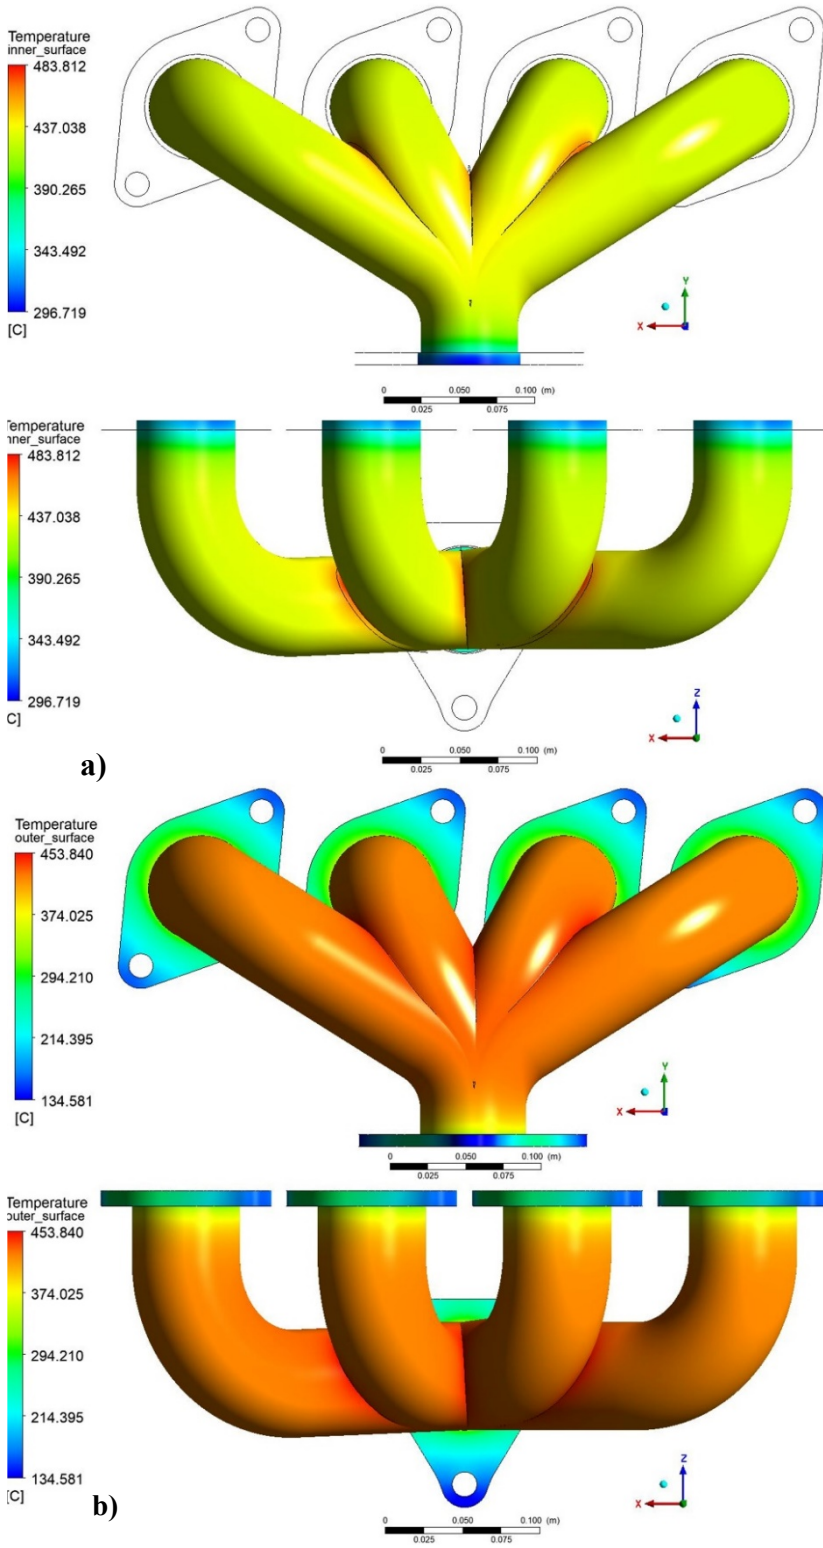 Temperature
inner_surface
483.812
437.038
390.265
343.492
296.719
[C]
Y
X
0 0.050 0.100 (m)
0.025 0.075
Temperature
nner_surface
483.812
437.038
390.265
343.492
296.719
C]
Z
X
0 0.050 0.100 (m)
0.025 0.075
a)
Temperature
outer_surface
453.840
374.025
294.210
214.395
134.581
[C]
Y
X
0 0.050 0.100 (m)
0.025 0.075
Temperature
outer_surface
453.840
374.025
294.210
214.395
134.581
[C]
b)
Z
X
0 0.050 0.100 (m)
0.025 0.075